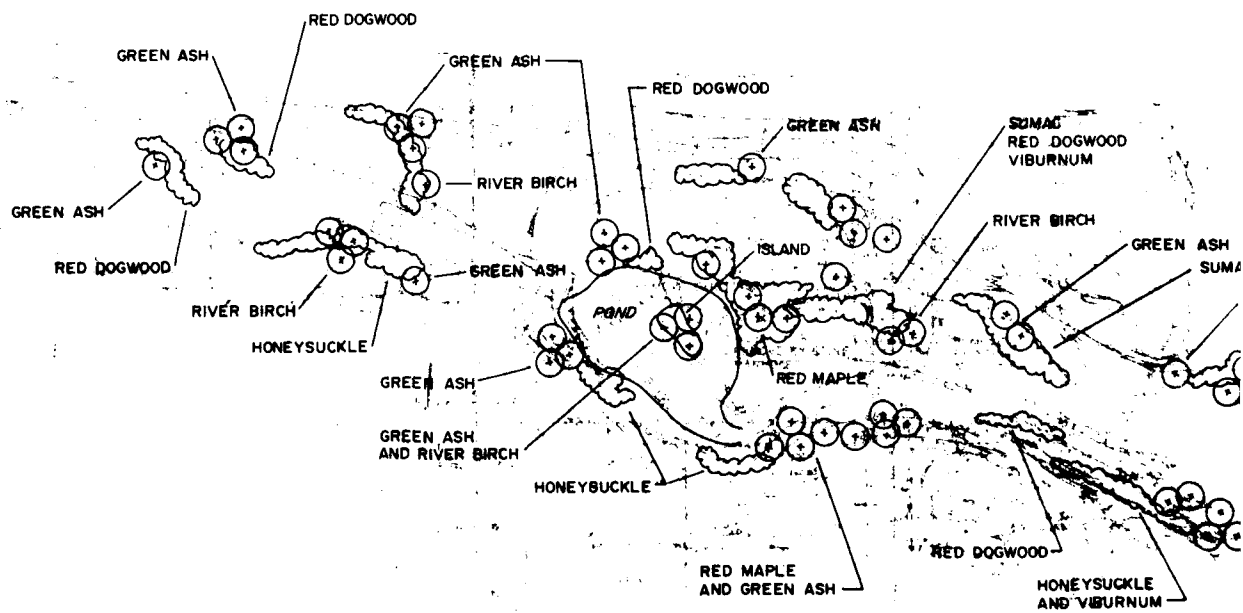 RED DOGWOOD
GREEN ASH
GREEN ASH
RED DOGWOOD
GREEN ASH
SUMAC
RED DOGWOOD
VIBURNUM
RIVER BIRCH
GREEN ASH
RIVER BIRCH
GREEN ASH
SUMA
ISLAND
RED DOGWOOD
GREEN ASH
RIVER BIRCH
POND
HONEYSUCKLE
GREEN ASH
RED MAPLE
GREEN ASH
AND RIVER BIRCH
HONEYSUCKLE
RED DOGWOOD
RED MAPLE
AND GREEN ASH
HONEYSUCKLE
AND VIBURNUM